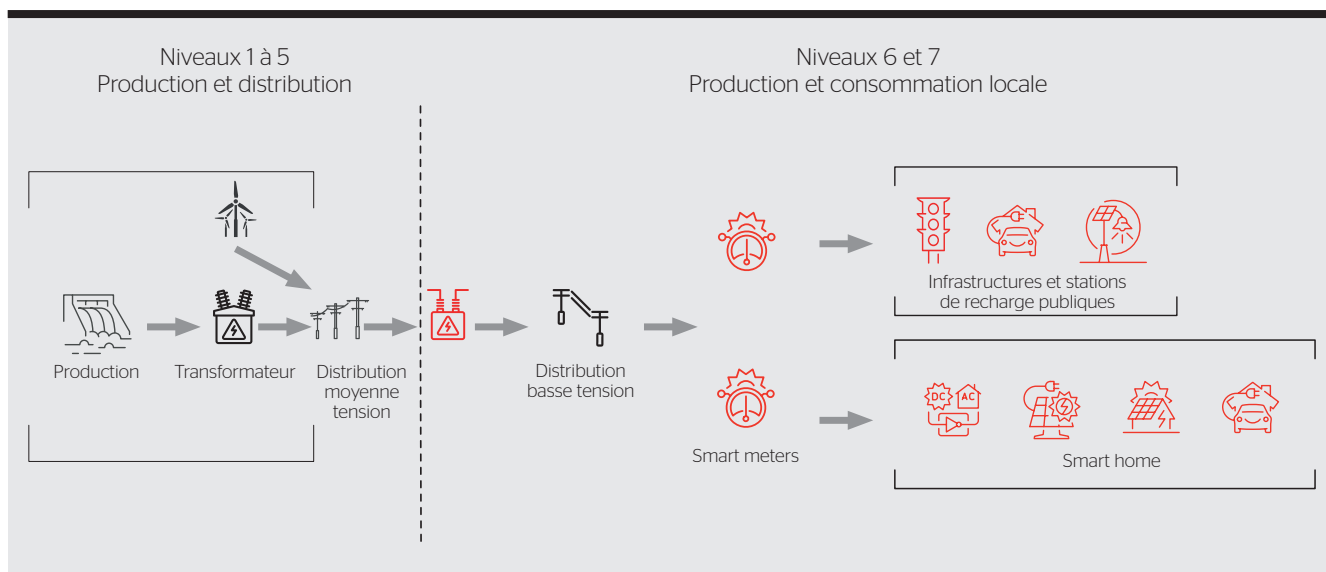 Niveaux 1 à 5
Production et distribution
Niveaux 6 et 7
Production et consommation locale
Infrastructures et stations
de recharge publiques
Production
Transformateur
Distribution
moyenne
tension
Distribution
basse tension
Smart meters
DC
AC
Smart home